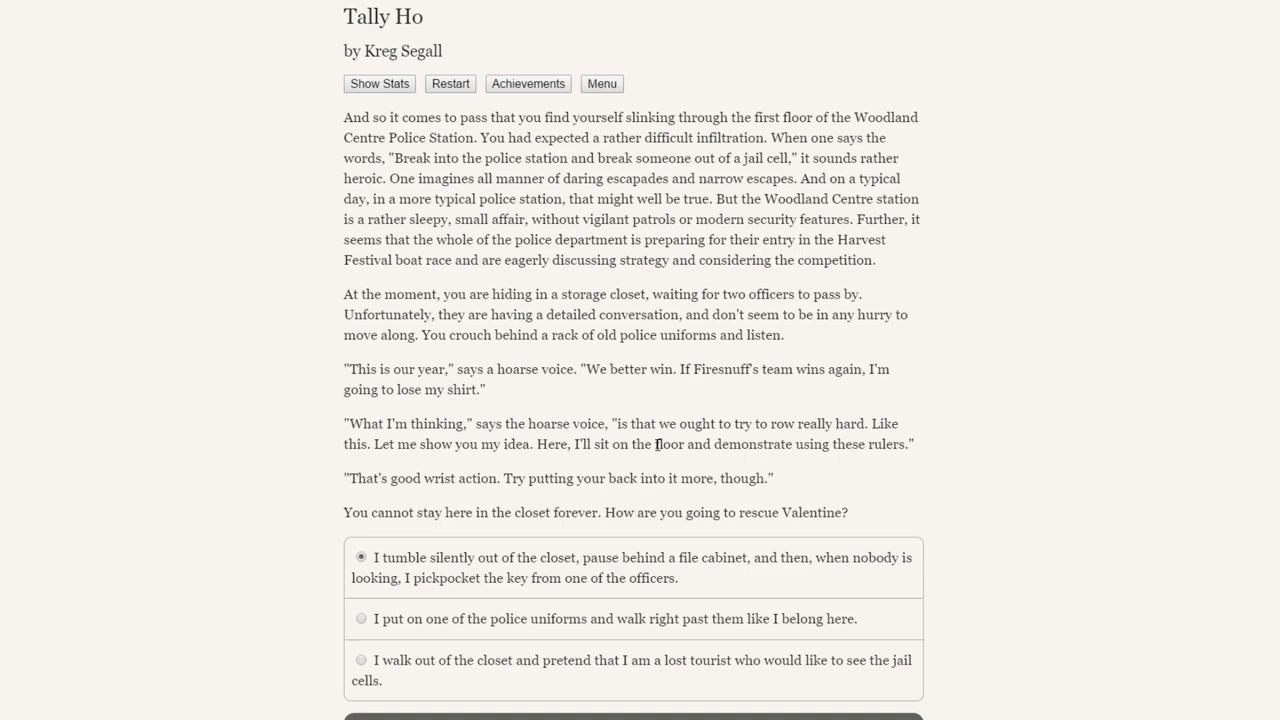 Tally Ho
by Kreg Segall
Show Stats Restart Achievements Menu
And so it comes to pass that you find yourself slinking through the first floor of the Woodland
Centre Police Station. You had expected a rather difficult infiltration. When one says the
words, "Break into the police station and break someone out of a jail cell," it sounds rather
heroic. One imagines all manner of daring escapades and narrow escapes. And on a typical
day, in a more typical police station, that might well be true. But the Woodland Centre station
is a rather sleepy, small affair, without vigilant patrols or modern security features. Further, it
seems that the whole of the police department is preparing for their entry in the Harvest
Festival boat race and are eagerly discussing strategy and considering the competition.
At the moment, you are hiding in a storage closet, waiting for two officers to pass by.
Unfortunately, they are having a detailed conversation, and don't seem to be in any hurry to
move along. You crouch behind a rack of old police uniforms and listen.
"This is our year," says a hoarse voice. "We better win. If Firesnuff's team wins again, I'm
going to lose my shirt."
"What I'm thinking," says the hoarse voice, "is that we ought to try to row really hard. Like
this. Let me show you my idea. Here, I'll sit on the floor and demonstrate using these rulers."
"That's good wrist action. Try putting your back into it more, though."
You cannot stay here in the closet forever. How are you going to rescue Valentine?
I tumble silently out of the closet, pause behind a file cabinet, and then, when nobody is
looking, I pickpocket the key from one of the officers.
I put on one of the police uniforms and walk right past them like I belong here.
I walk out of the closet and pretend that I am a lost tourist who would like to see the jail
cells.